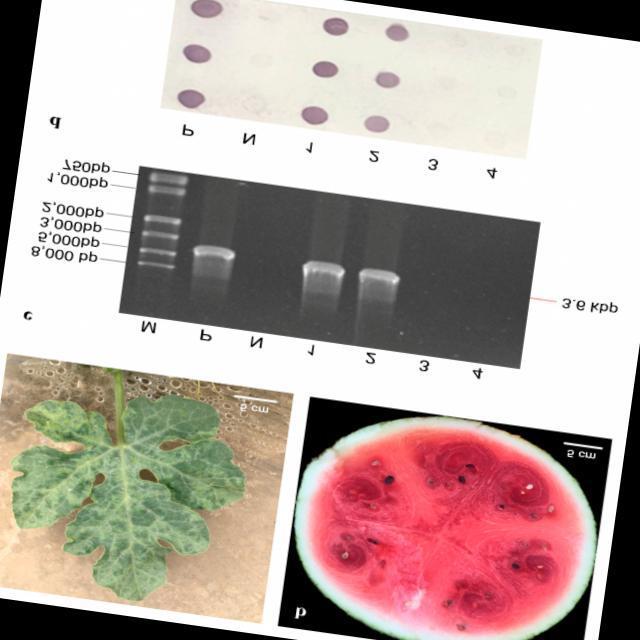 b
5 cm
5 cm
c
M P N 1 2 3 4
8,000 bp
5,000bp
3,000bp
2,000bp
1,000bp
750bp
3.6 kbp
d
P N 1 2 3 4